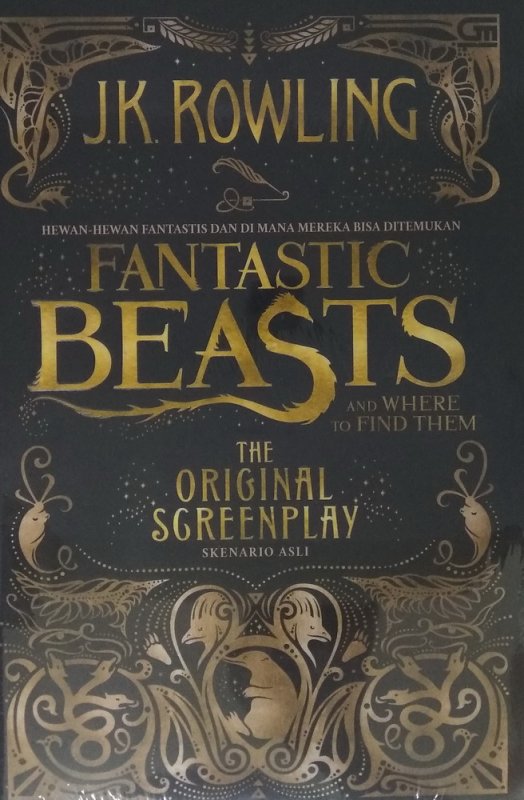 J.K. ROWLING
HEWAN-HEWAN FANTASTIS DAN DI MANA MEREKA BISA DITEMUKAN
FANTASTIC
BEASTS
AND WHERE
TO FIND THEM
THE
ORIGINAL
SCREENPLAY
SKENARIO ASLI